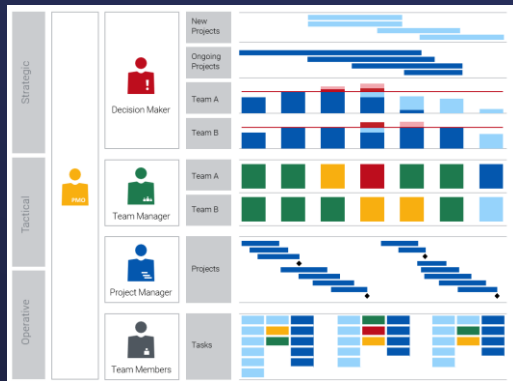 Strategic
Tactical
Operative
PMO
Decision Maker
Team Manager
Project Manager
Team Members
New
Projects
Ongoing
Projects
Team A
Team B
Team A
Team B
Projects
Tasks